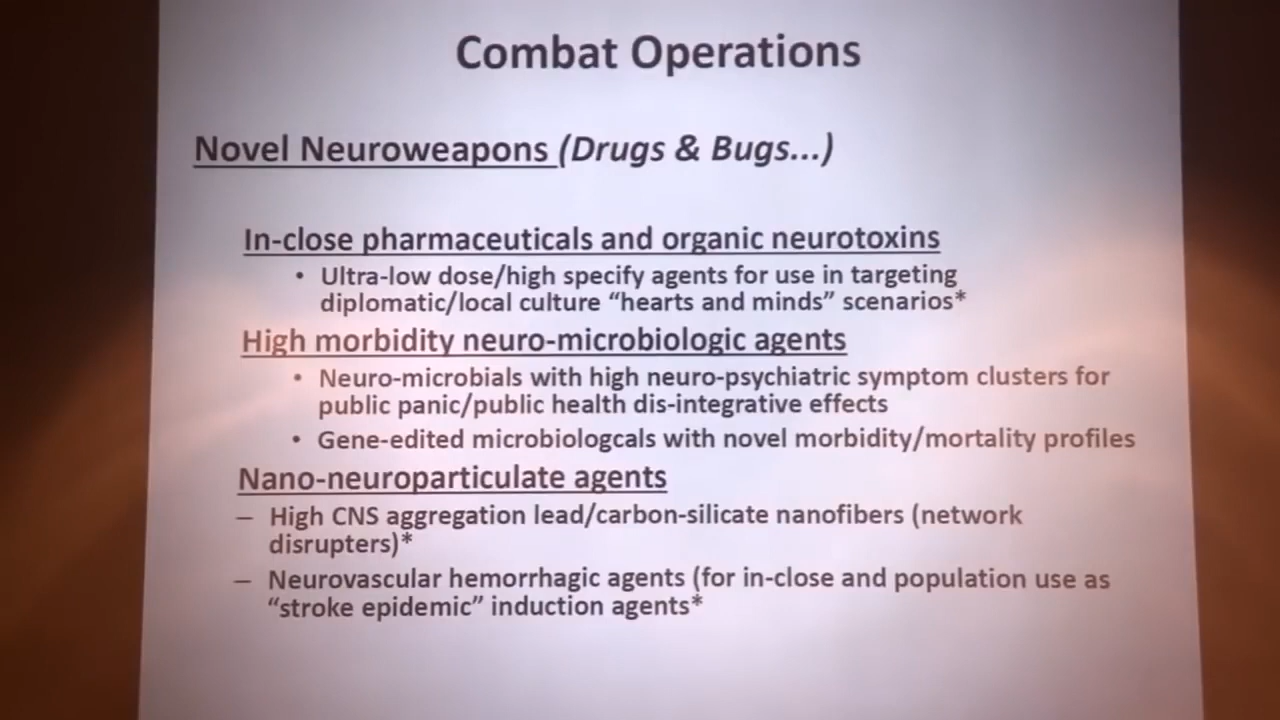 Combat Operations
Novel Neuroweapons (Drugs & Bugs...)
In-close pharmaceuticals and organic neurotoxins
• Ultra-low dose/high specify agents for use in targeting
diplomatic/local culture “hearts and minds” scenarios*
High morbidity neuro-microbiologic agents
• Neuro-microbials with high neuro-psychiatric symptom clusters for
public panic/public health dis-integrative effects
• Gene-edited microbiologcals with novel morbidity/mortality profiles
Nano-neuroparticulate agents
– High CNS aggregation lead/carbon-silicate nanofibers (network
disrupters)*
– Neurovascular hemorrhagic agents (for in-close and population use as
“stroke epidemic” induction agents*